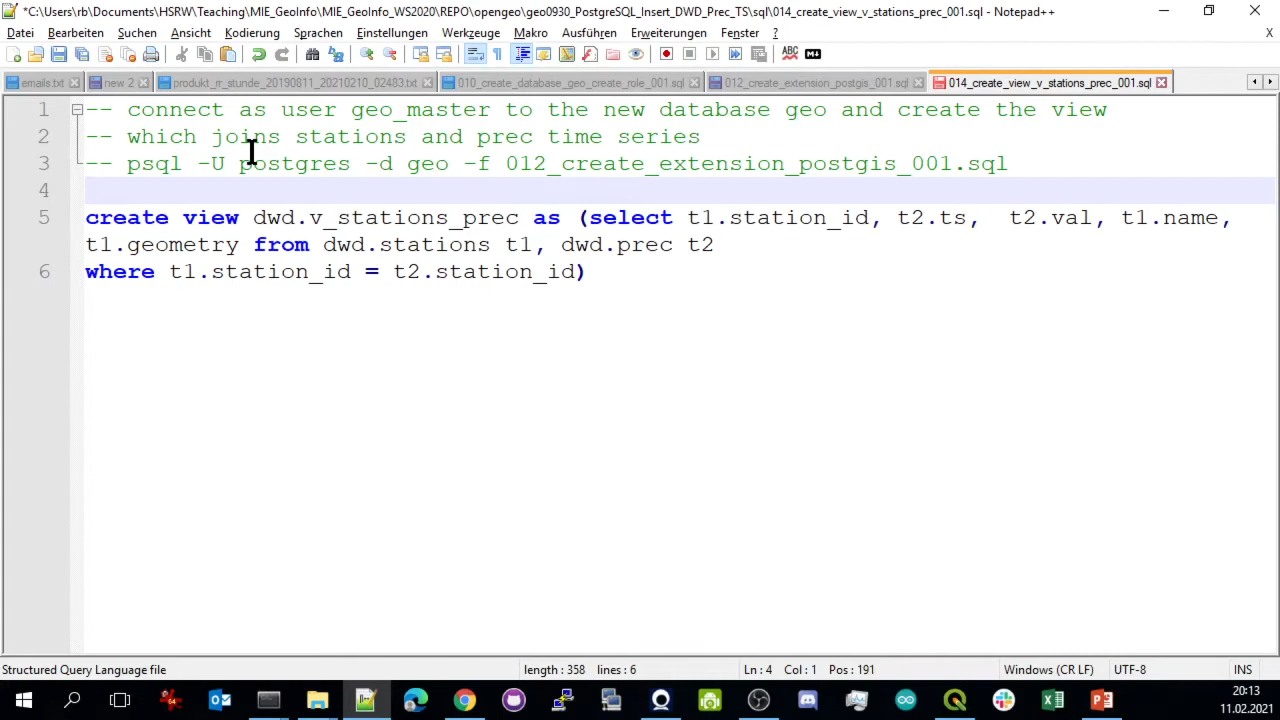 *C:\Users\rb\Documents\HSRW\Teaching\MIE_GeoInfo\MIE_GeoInfo_WS2020\REPO\opengeo\geo0930_PostgreSQL_Insert_DWD_Prec_TS\sql\014_create_view_v_stations_prec_001.sql - Notepad++
Datei Bearbeiten Suchen Ansicht Kodierung Sprachen Einstellungen Werkzeuge Makro Ausführen Erweiterungen Fenster ? X
emails.txt new 2 produkt_rr_stunde_20190811_20210210_02483.txt 010_create_database_geo_create_role_001.sql 012_create_extension_postgis_001.sql 014_create_view_v_stations_prec_001.sql
1 -- connect as user geo_master to the new database geo and create the view
2 -- which joins stations and prec time series
3 -- psql -U postgres -d geo -f 012_create_extension_postgis_001.sql
4
5 create view dwd.v_stations_prec as (select t1.station_id, t2.ts,  t2.val, t1.name,
t1.geometry from dwd.stations t1, dwd.prec t2
6 where t1.station_id = t2.station_id)
Structured Query Language file length : 358 lines : 6 Ln : 4 Col : 1 Pos : 191 Windows (CR LF) UTF-8 INS
20:13
11.02.2021